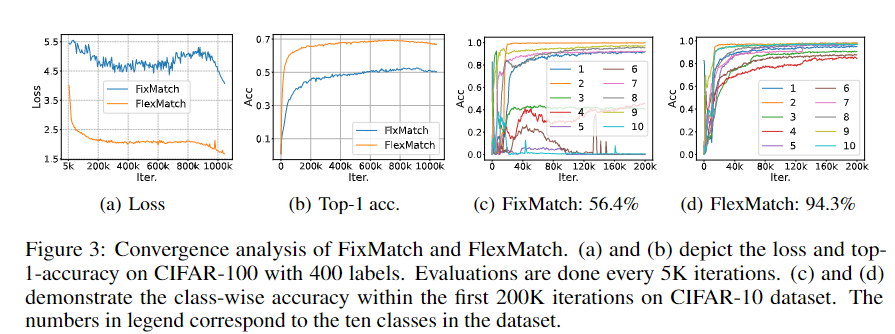 Loss
5.5
4.5
3.5
2.5
1.5
FixMatch
FlexMatch
5k 200k 400k 600k 800k 1000k
Iter.
Loss
(a) Loss
Top-1 acc.
0.7
0.5
0.3
0.1
FixMatch
FlexMatch
0 200k 400k 600k 800k 1000k
Iter.
Acc
(b) Top-1 acc.
FixMatch
1.0
0.8
0.6
0.4
0.2
0.0
1 6
2 7
3 8
4 9
5 10
0 40k 80k 120k 160k 200k
Iter.
Acc
(c) FixMatch: 56.4%
FlexMatch
1.0
0.8
0.6
0.4
0.2
0.0
1 6
2 7
3 8
4 9
5 10
0 40k 80k 120k 160k 200k
Iter.
Acc
(d) FlexMatch: 94.3%
Figure 3: Convergence analysis of FixMatch and FlexMatch. (a) and (b) depict the loss and top-
1-accuracy on CIFAR-100 with 400 labels. Evaluations are done every 5K iterations. (c) and (d)
demonstrate the class-wise accuracy within the first 200K iterations on CIFAR-10 dataset. The
numbers in legend correspond to the ten classes in the dataset.